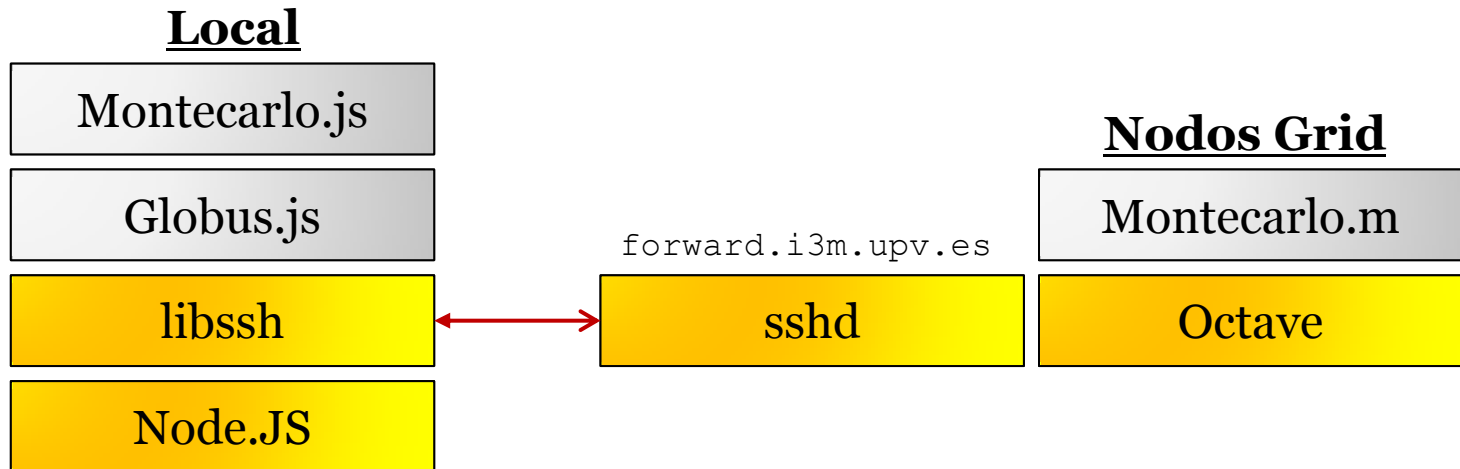 Local
Montecarlo.js
Globus.js
libssh
Node.JS
forward.i3m.upv.es
sshd
Nodos Grid
Montecarlo.m
Octave